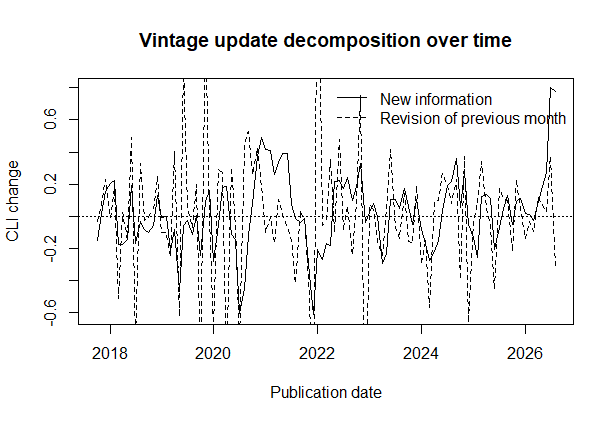 Vintage update decomposition over time
New information
Revision of previous month
CLI change
0.6
0.2
-0.2
-0.6
2018 2020 2022 2024 2026
Publication date